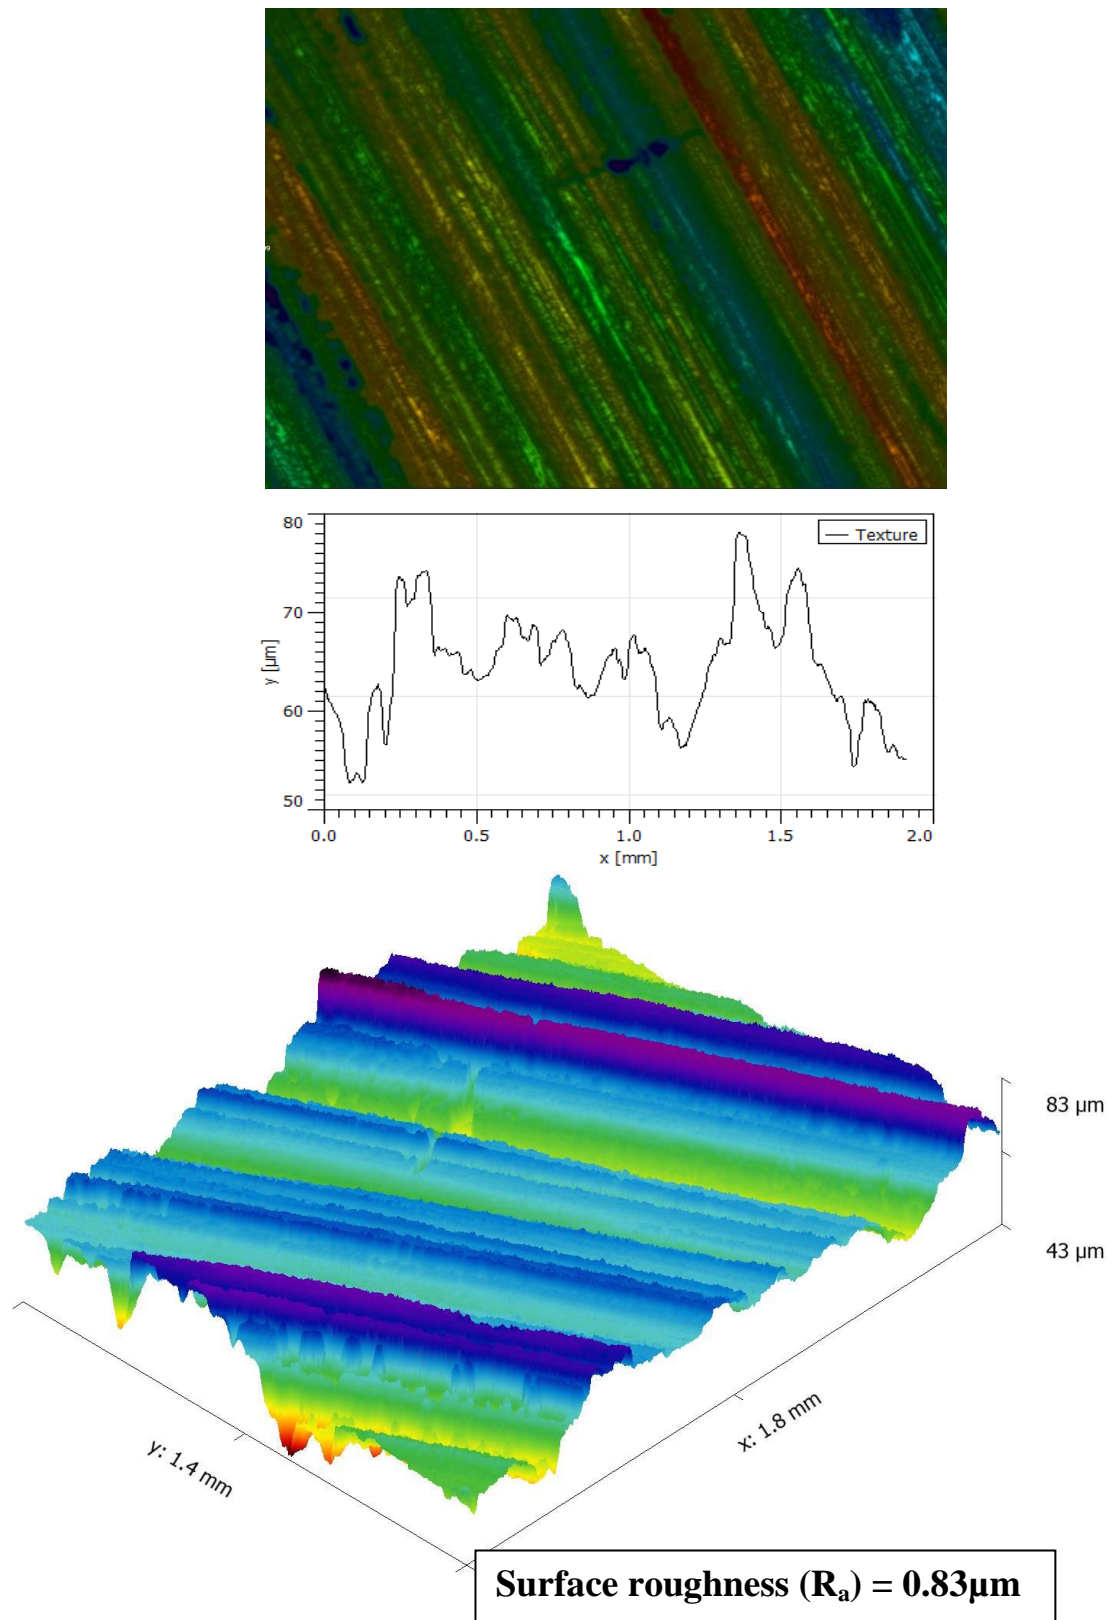 80
Texture
70
y [µm]
60
50
0.0 0.5 1.0 1.5 2.0
x [mm]
83 µm
43 µm
x: 1.8 mm
y: 1.4 mm
Surface roughness (Rₐ) = 0.83µm